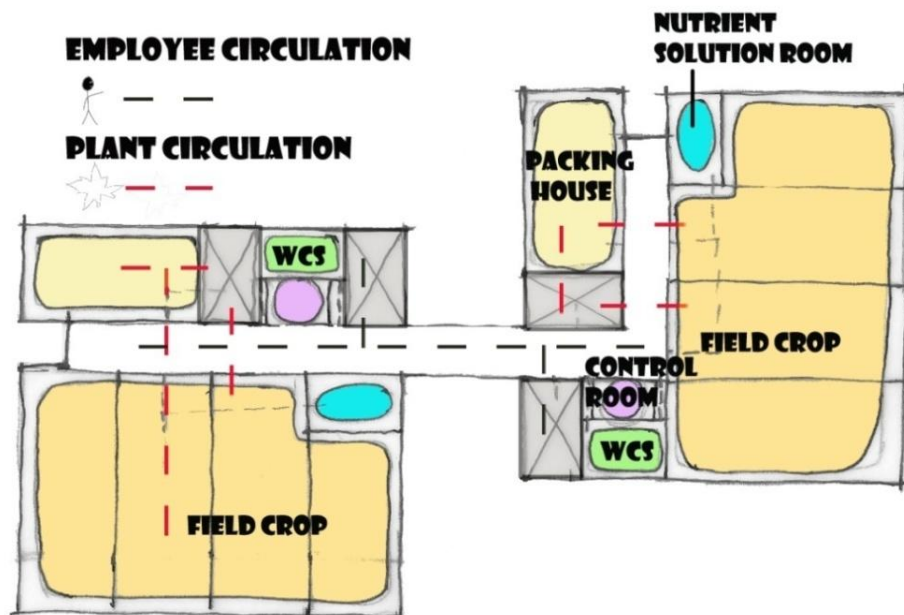 EMPLOYEE CIRCULATION
PLANT CIRCULATION
NUTRIENT
SOLUTION ROOM
PACKING
HOUSE
WCS
FIELD CROP
CONTROL
ROOM
WCS
FIELD CROP